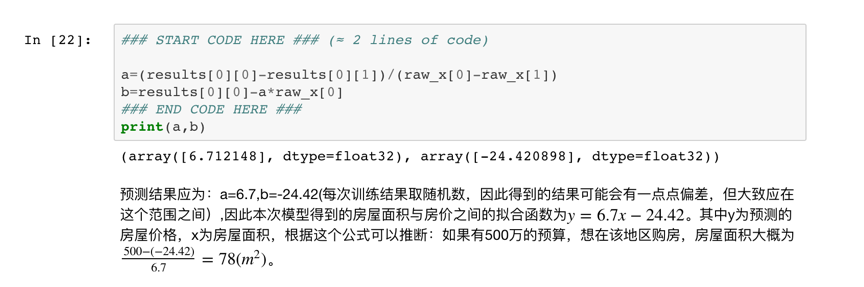 In [22]: ### START CODE HERE ### (≈ 2 lines of code)
a=(results[0][0]-results[0][1])/(raw_x[0]-raw_x[1])
b=results[0][0]-a*raw_x[0]
### END CODE HERE ###
print(a,b)
(array([6.712148], dtype=float32), array([-24.420898], dtype=float32))
预测结果应为：a=6.7,b=-24.42(每次训练结果取随机数，因此得到的结果可能会有一点点偏差，但大致应在
这个范围之间）,因此本次模型得到的房屋面积与房价之间的拟合函数为y = 6.7x − 24.42。其中y为预测的
房屋价格，x为房屋面积，根据这个公式可以推断：如果有500万的预算，想在该地区购房，房屋面积大概为
500−(−24.42)/6.7 = 78(m²)。